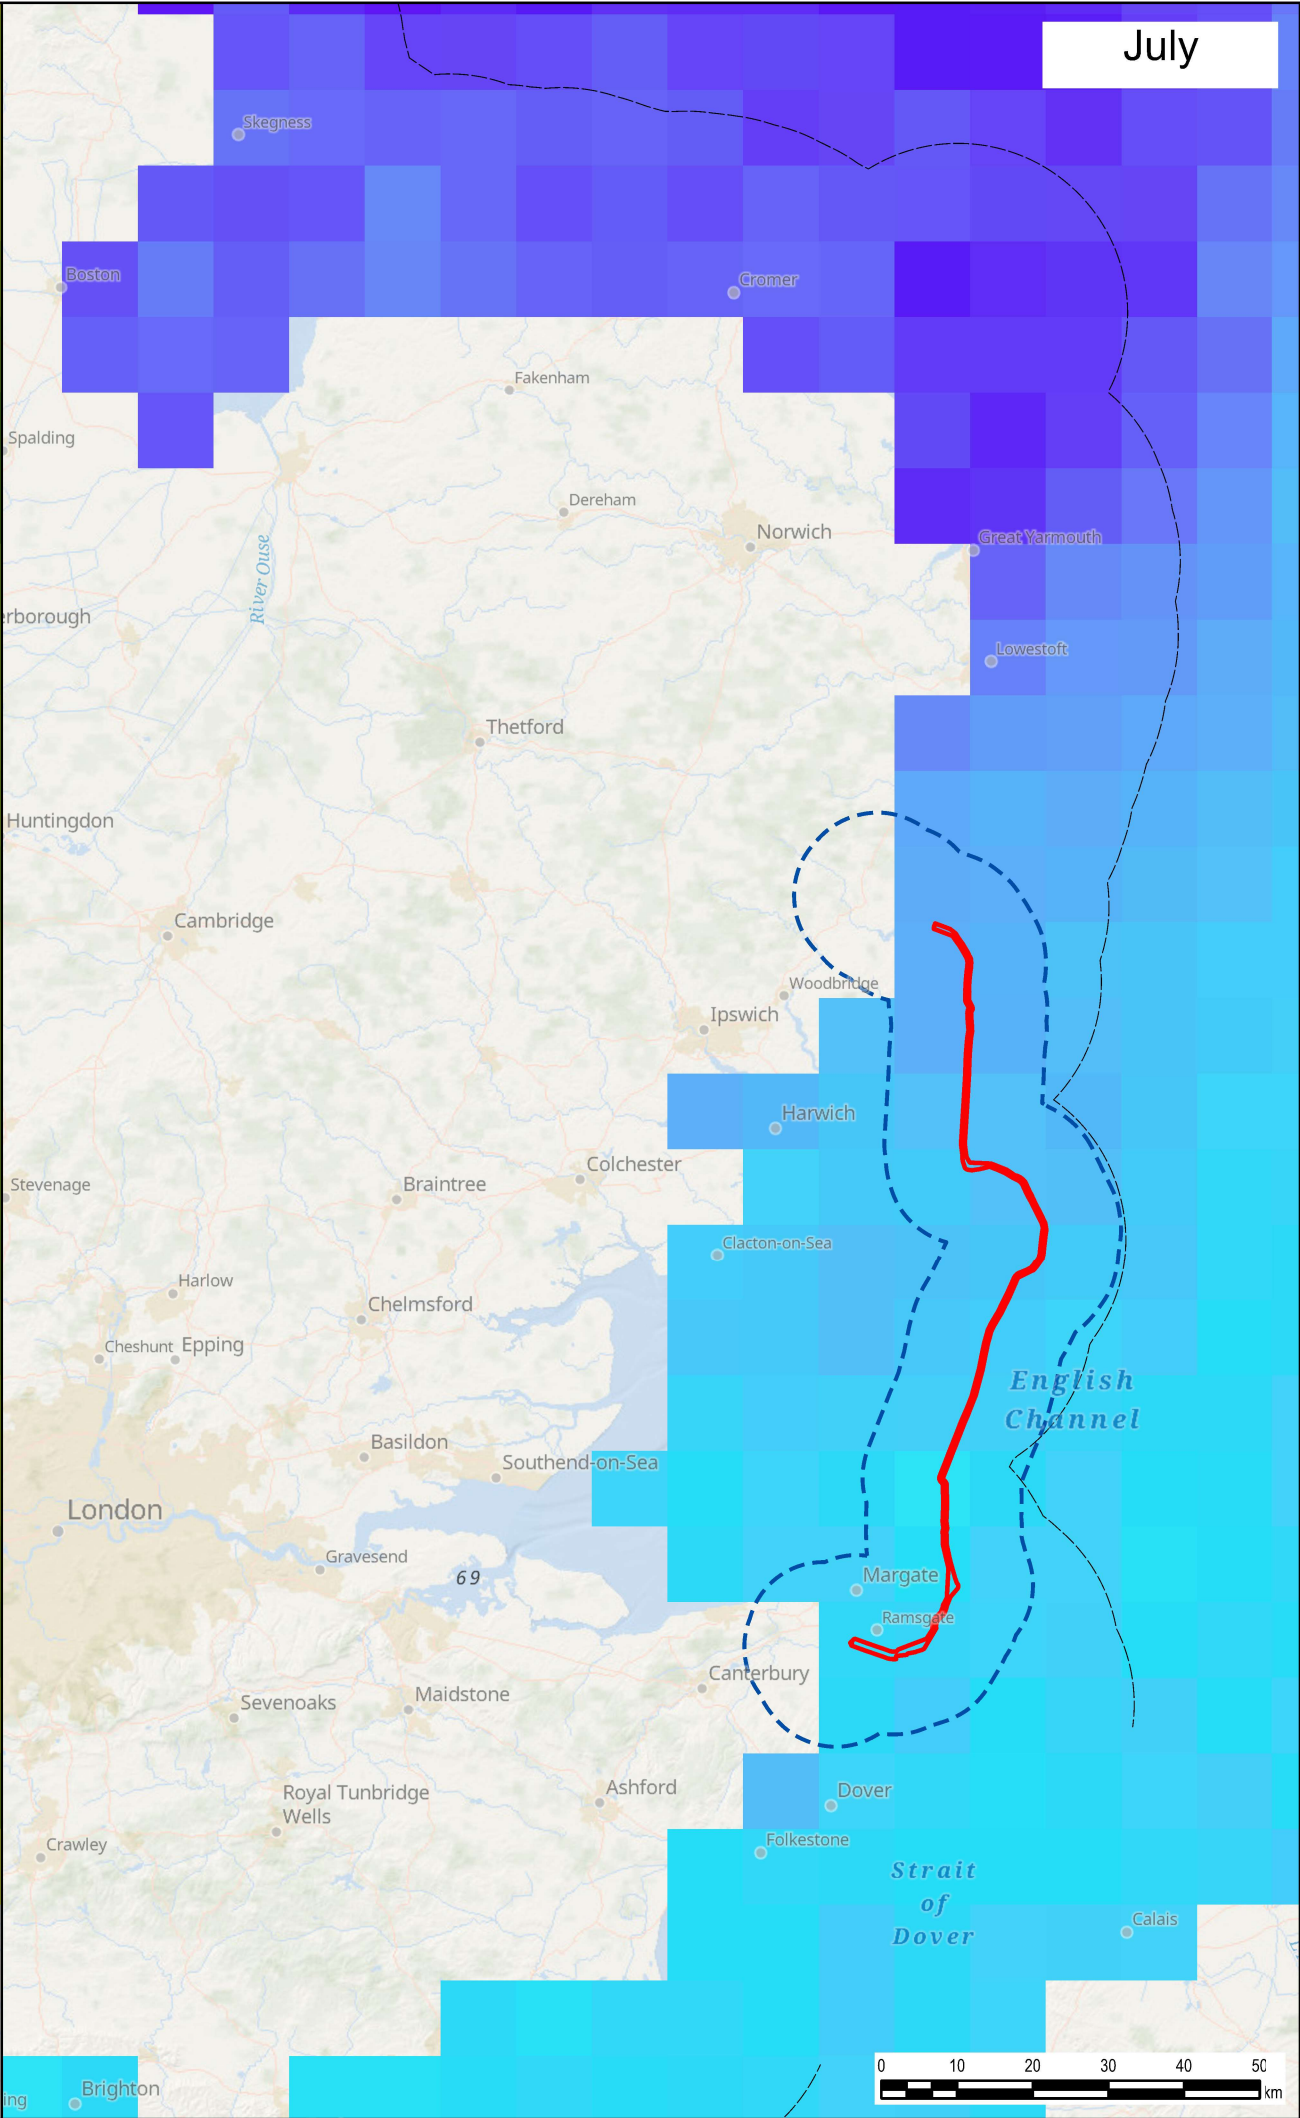 July
Skegness
Boston
Cromer
Fakenham
Spalding
Dereham
Norwich
Great Yarmouth
River Ouse
erborough
Lowestoft
Thetford
Huntingdon
Cambridge
Woodbridge
Ipswich
Harwich
Colchester
Stevenage
Braintree
Clacton-on-Sea
Harlow
Chelmsford
Cheshunt
Epping
English
Channel
Basildon
Southend-on-Sea
London
Gravesend
69
Margate
Ramsgate
Canterbury
Sevenoaks
Maidstone
Royal Tunbridge
Wells
Ashford
Dover
Crawley
Folkestone
Strait
of
Dover
Calais
ing
Brighton
0 10 20 30 40 50
km